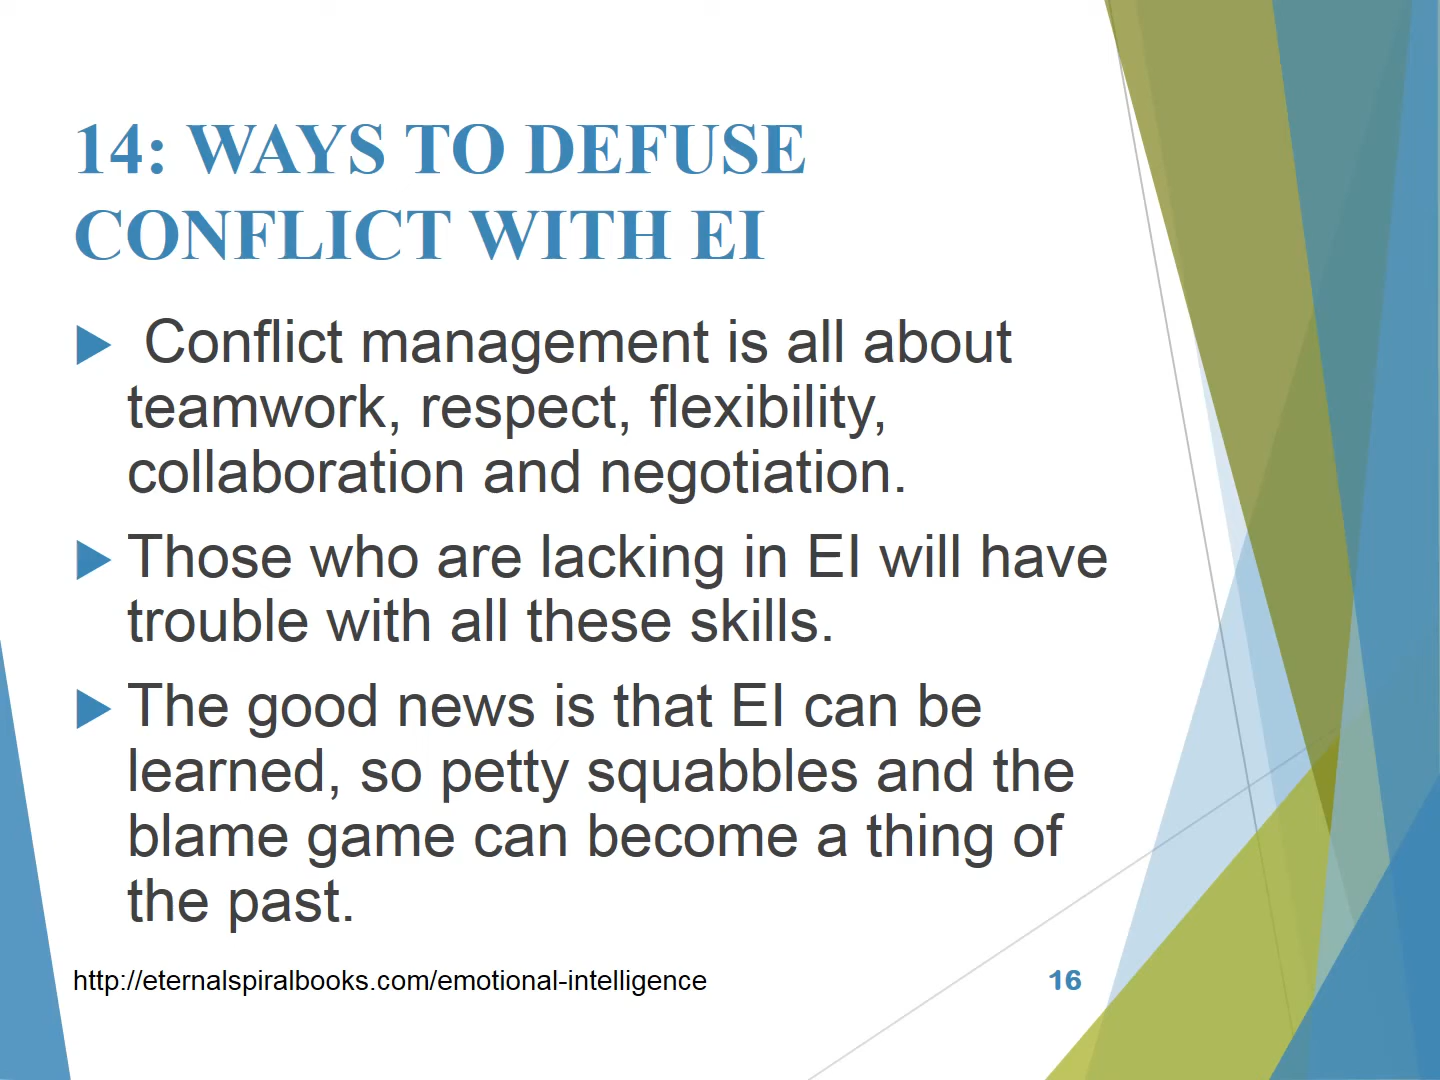 14: WAYS TO DEFUSE
CONFLICT WITH EI
Conflict management is all about
teamwork, respect, flexibility,
collaboration and negotiation.
Those who are lacking in EI will have
trouble with all these skills.
The good news is that EI can be
learned, so petty squabbles and the
blame game can become a thing of
the past.
http://eternalspiralbooks.com/emotional-intelligence
16